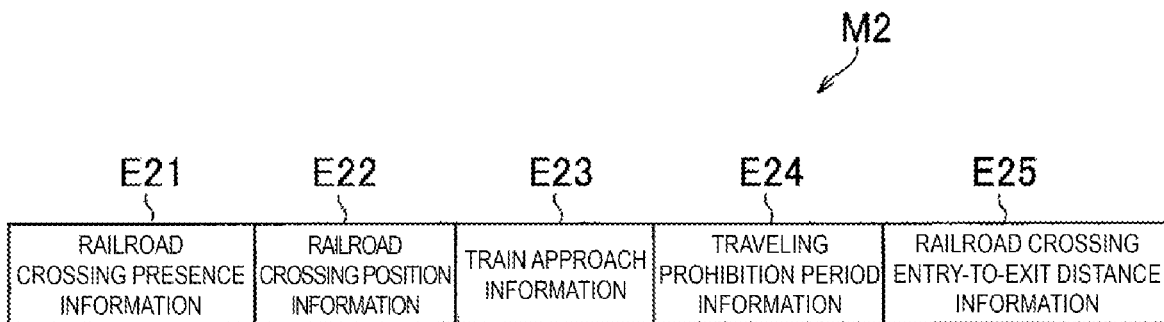 M2
E21 E22 E23 E24 E25
RAILROAD
CROSSING PRESENCE
INFORMATION
RAILROAD
CROSSING POSITION
INFORMATION
TRAIN APPROACH
INFORMATION
TRAVELING
PROHIBITION PERIOD
INFORMATION
RAILROAD CROSSING
ENTRY-TO-EXIT DISTANCE
INFORMATION